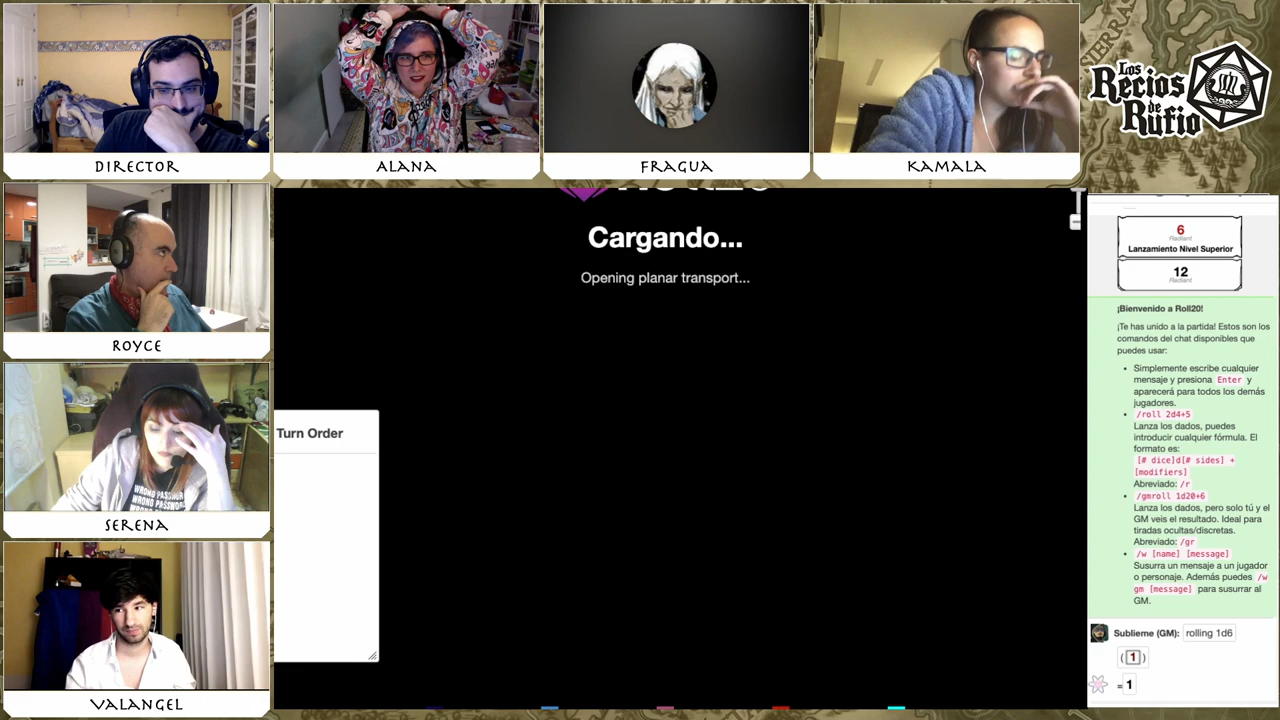 DIRECTOR
ALANA
FRAGUA
KAMALA
Los
Recios
de
Rufio
ROYCE
SERENA
VALANGEL
WRONG PASSWOR
WRONG PASSWOR
Cargando...
Opening planar transport...
Turn Order
6
Radiant
Lanzamiento Nivel Superior
12
Radiant
¡Bienvenido a Roll20!
¡Te has unido a la partida! Estos son los
comandos del chat disponibles que
puedes usar:
• Simplemente escribe cualquier
mensaje y presiona Enter y
aparecerá para todos los demás
jugadores.
• /roll 2d4+5
Lanza los dados, puedes
introducir cualquier fórmula. El
formato es:
[# dice]d[# sides] +
[modifiers]
Abreviado: /r
• /gmroll 1d20+6
Lanza los dados, pero solo tú y el
GM veis el resultado. Ideal para
tiradas ocultas/discretas.
Abreviado: /gr
• /w [name] [message]
Susurra un mensaje a un jugador
o personaje. Además puedes /w
gm [message] para susurrar al
GM.
Sublieme (GM): rolling 1d6
(1)
=1